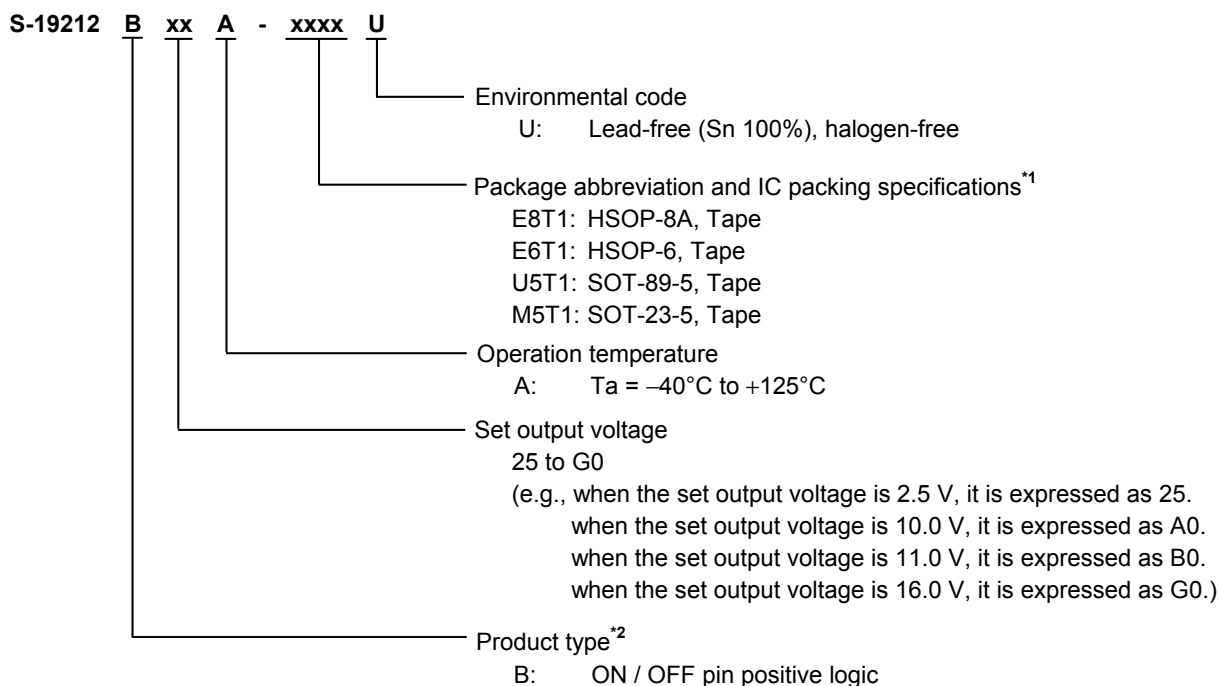 S-19212 B xx A - xxxx U
Environmental code
U: Lead-free (Sn 100%), halogen-free
Package abbreviation and IC packing specifications*1
E8T1: HSOP-8A, Tape
E6T1: HSOP-6, Tape
U5T1: SOT-89-5, Tape
M5T1: SOT-23-5, Tape
Operation temperature
A: Ta = −40°C to +125°C
Set output voltage
25 to G0
(e.g., when the set output voltage is 2.5 V, it is expressed as 25.
when the set output voltage is 10.0 V, it is expressed as A0.
when the set output voltage is 11.0 V, it is expressed as B0.
when the set output voltage is 16.0 V, it is expressed as G0.)
Product type*2
B: ON / OFF pin positive logic